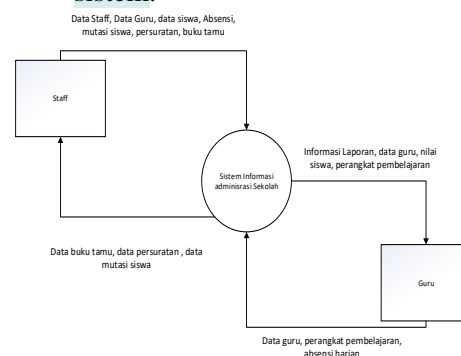 sistem.
Data Staff, Data Guru, data siswa, Absensi,
mutasi siswa, persuratan, buku tamu
Staff
Sistem Informasi
adminisrasi Sekolah
Informasi Laporan, data guru, nilai
siswa, perangkat pembelajaran
Data buku tamu, data persuratan , data
mutasi siswa
Guru
Data guru, perangkat pembelajaran,
absensi harian